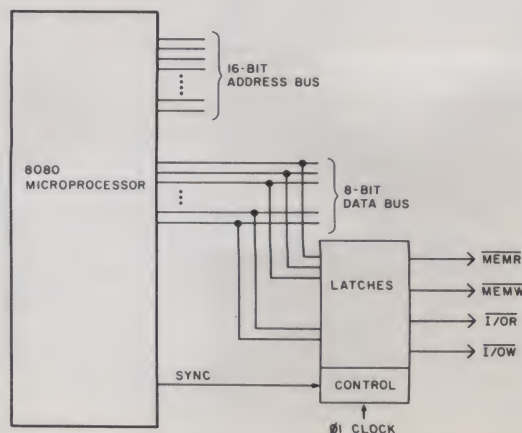 16-BIT
ADDRESS BUS
8080
MICROPROCESSOR
8-BIT
DATA BUS
LATCHES
MEMR
MEMW
I/OR
I/OW
SYNC
CONTROL
Ø1 CLOCK